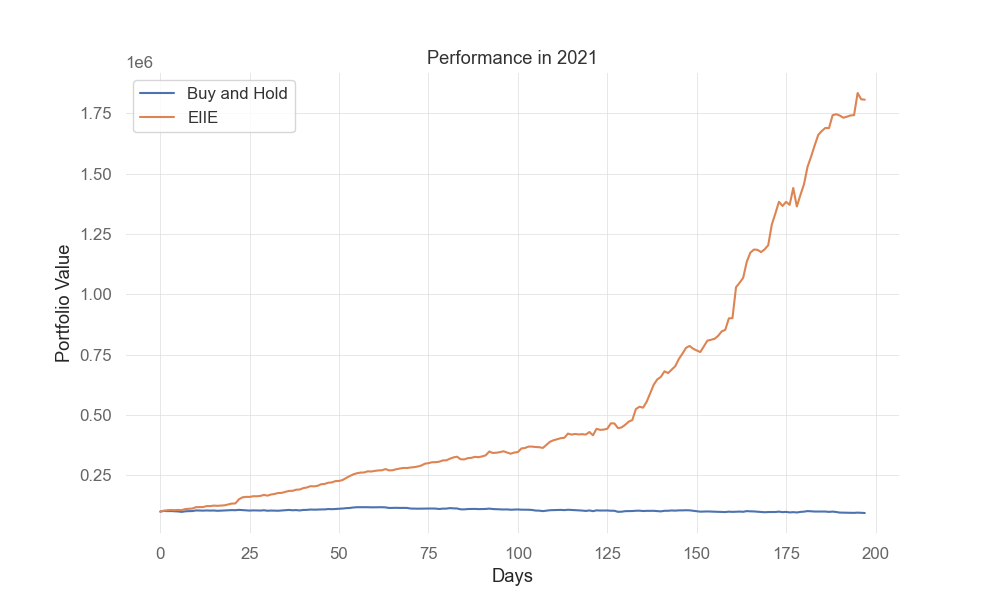 Performance in 2021
1e6
Buy and Hold
EIIE
1.75
1.50
1.25
1.00
0.75
0.50
0.25
Portfolio Value
0 25 50 75 100 125 150 175 200
Days